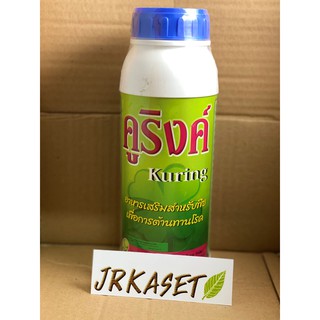 คูริงค์
Kuring
อาหารเสริมสำหรับพืช
เพื่อการต้านทานโรค
JRKASET